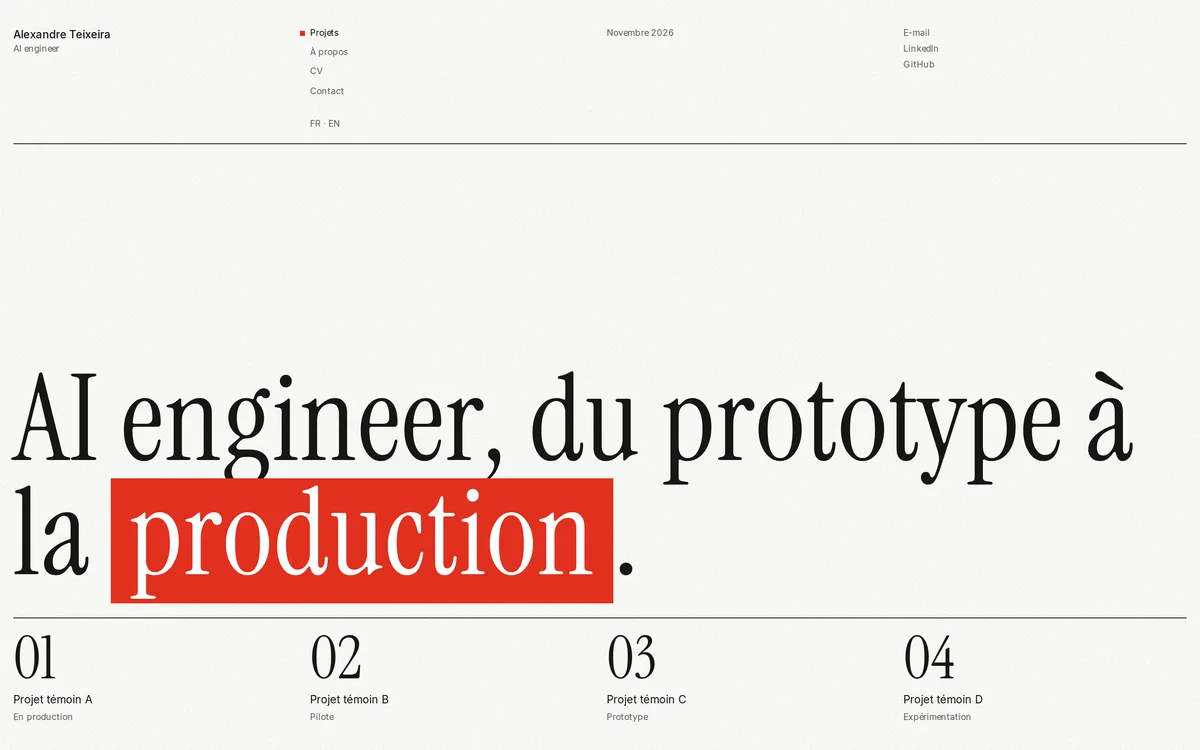 Alexandre Teixeira
AI engineer
Projets
À propos
CV
Contact
FR · EN
Novembre 2026
E-mail
LinkedIn
GitHub
AI engineer, du prototype à
la production.
01
Projet témoin A
En production
02
Projet témoin B
Pilote
03
Projet témoin C
Prototype
04
Projet témoin D
Expérimentation